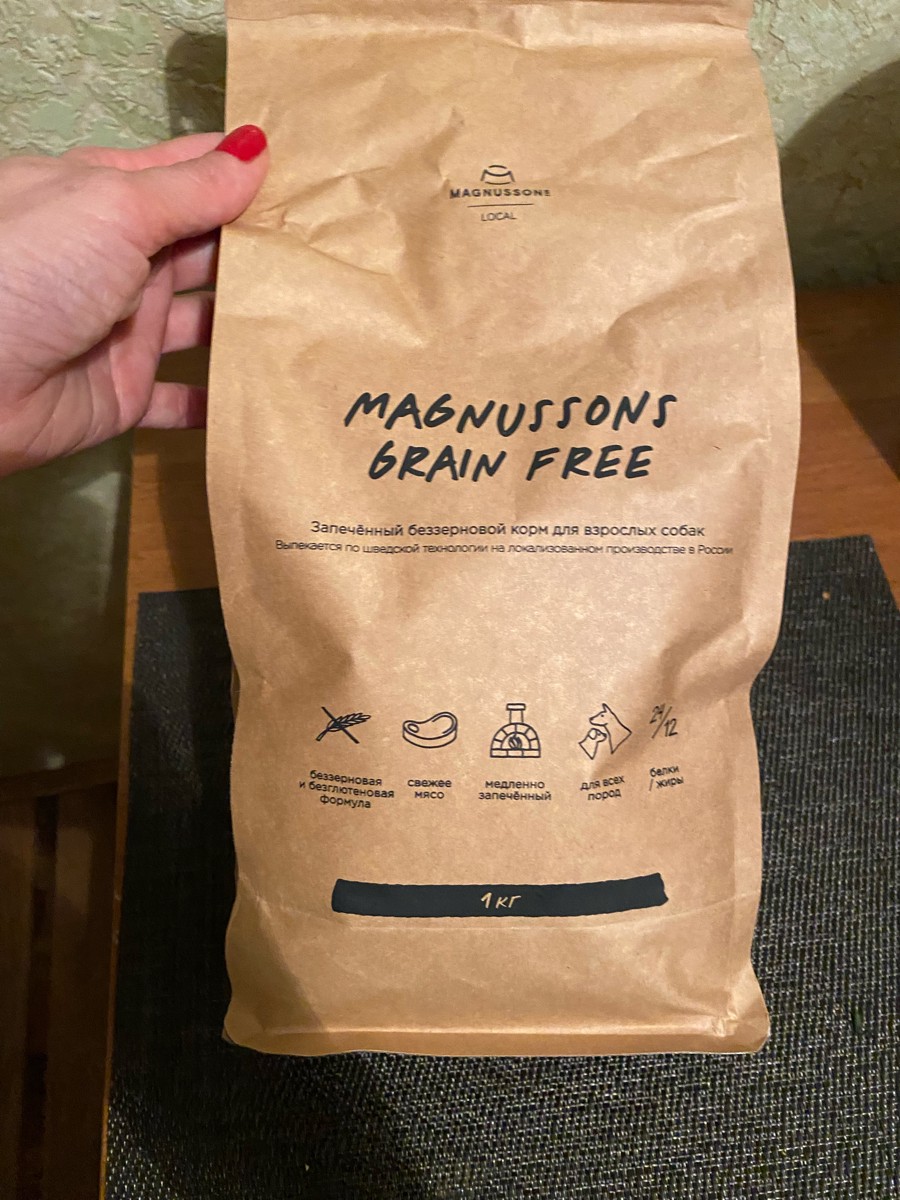 MAGNUSSONS
LOCAL
MAGNUSSONS
GRAIN FREE
Запечённый беззерновой корм для взрослых собак
Выпекается по шведской технологии на локализованном производстве в России
24/12
беззерновая
и безглютеновая
формула
свежее
мясо
медленно
запечённый
для всех
пород
белки
/ жиры
1 кг